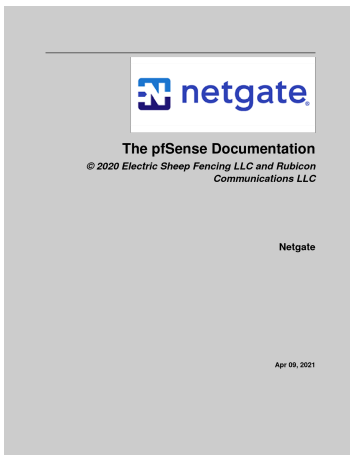 netgate®
The pfSense Documentation
© 2020 Electric Sheep Fencing LLC and Rubicon
Communications LLC
Netgate
Apr 09, 2021